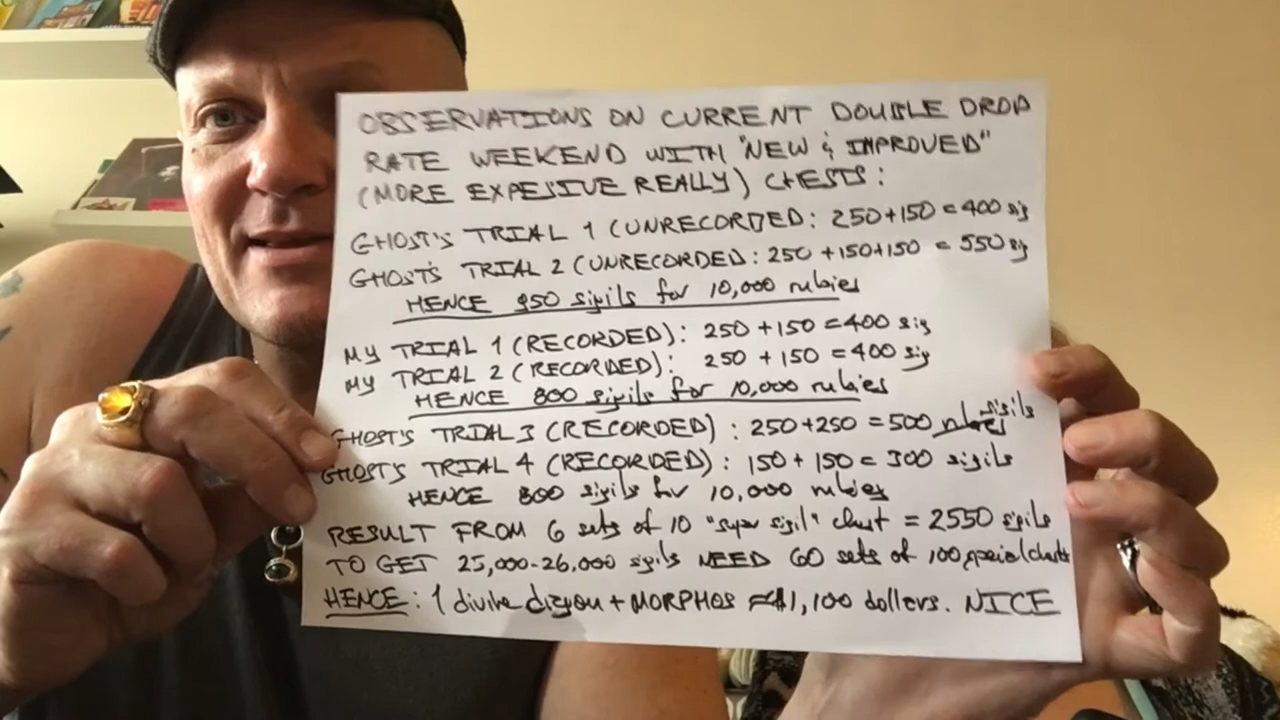 OBSERVATIONS ON CURRENT DOUBLE DROP
RATE WEEKEND WITH "NEW & IMPROVED"
(MORE EXPESIVE REALLY) CHESTS:
GHOST'S TRIAL 1 (UNRECORDED: 250+150=400 sig
GHOST'S TRIAL 2 (UNRECORDED: 250+150+150 = 550 sig
HENCE 950 sigils for 10,000 rubies
MY TRIAL 1 (RECORDED): 250+150=400 sig
MY TRIAL 2 (RECORDED): 250+150=400 sig
HENCE 800 sigils for 10,000 rubies
GHOST'S TRIAL 3 (RECORDED): 250+250=500 rubies sigils
GHOST'S TRIAL 4 (RECORDED): 150+150=300 sigils
HENCE 800 sigils for 10,000 rubies
RESULT FROM 6 sets of 10 "super sigil" chest = 2550 sigils
TO GET 25,000-26,000 sigils NEED 60 sets of 10 special chests
HENCE: 1 divine + MORPHOS ≈ $1,100 dollers. NICE